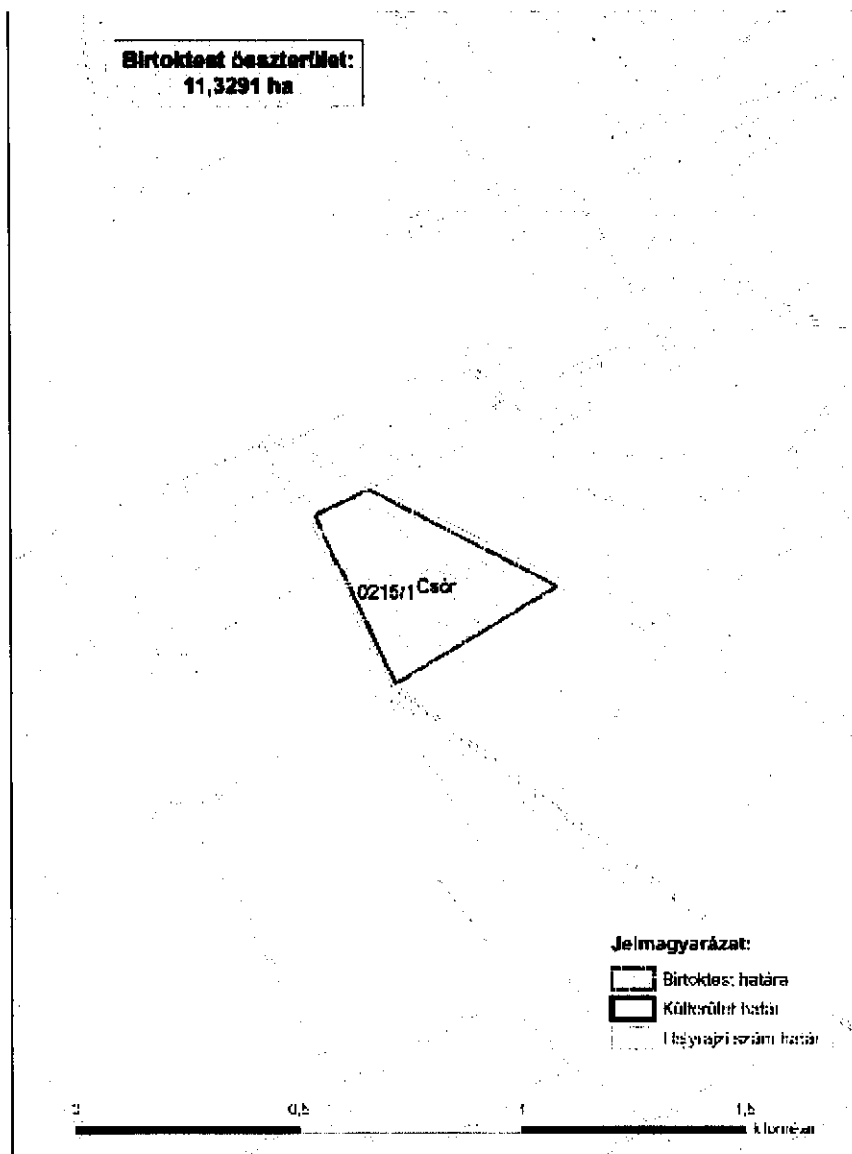 Birtoktest összterület:
11,3291 ha
0215/1 Csór
Jelmagyarázat:
Birtoktest határa
Külterület határ
Helyrajzi szám határ
0 0,5 1 1,5
kilométer